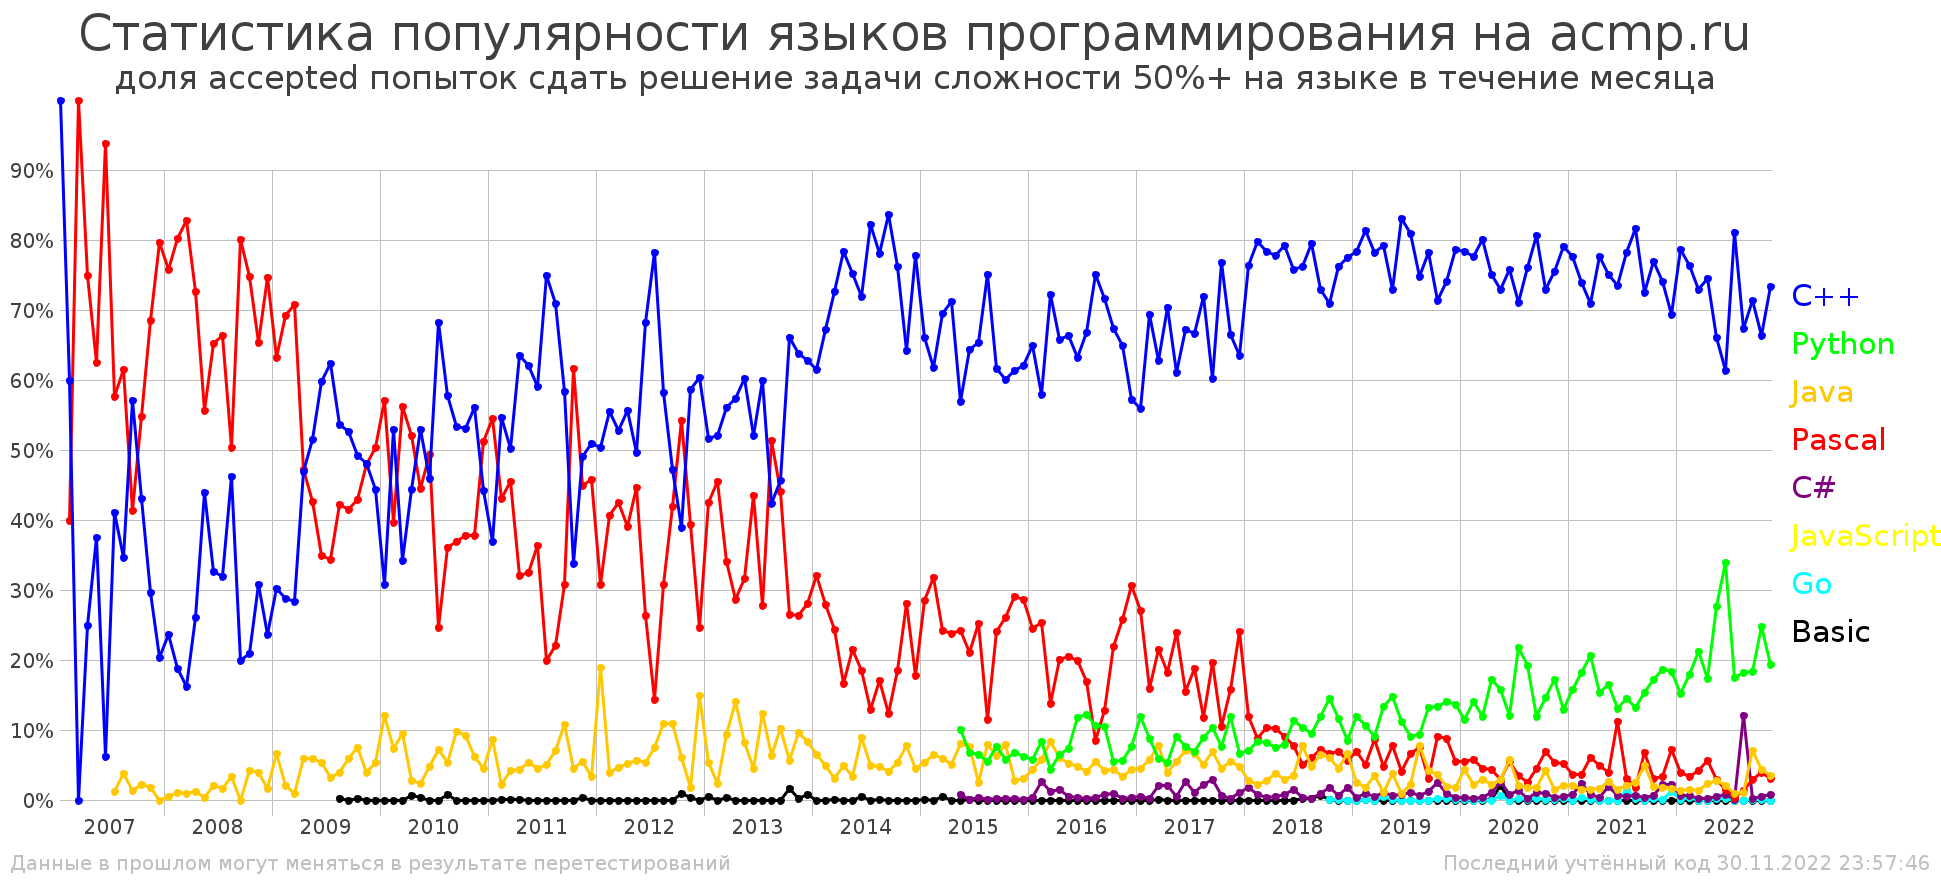 Статистика популярности языков программирования на acmp.ru
доля accepted попыток сдать решение задачи сложности 50%+ на языке в течение месяца
90%
80%
70%
60%
50%
40%
30%
20%
10%
0%
C++
Python
Java
Pascal
C#
JavaScript
Go
Basic
2007 2008 2009 2010 2011 2012 2013 2014 2015 2016 2017 2018 2019 2020 2021 2022
Данные в прошлом могут меняться в результате перетестирований
Последний учтённый код 30.11.2022 23:57:46